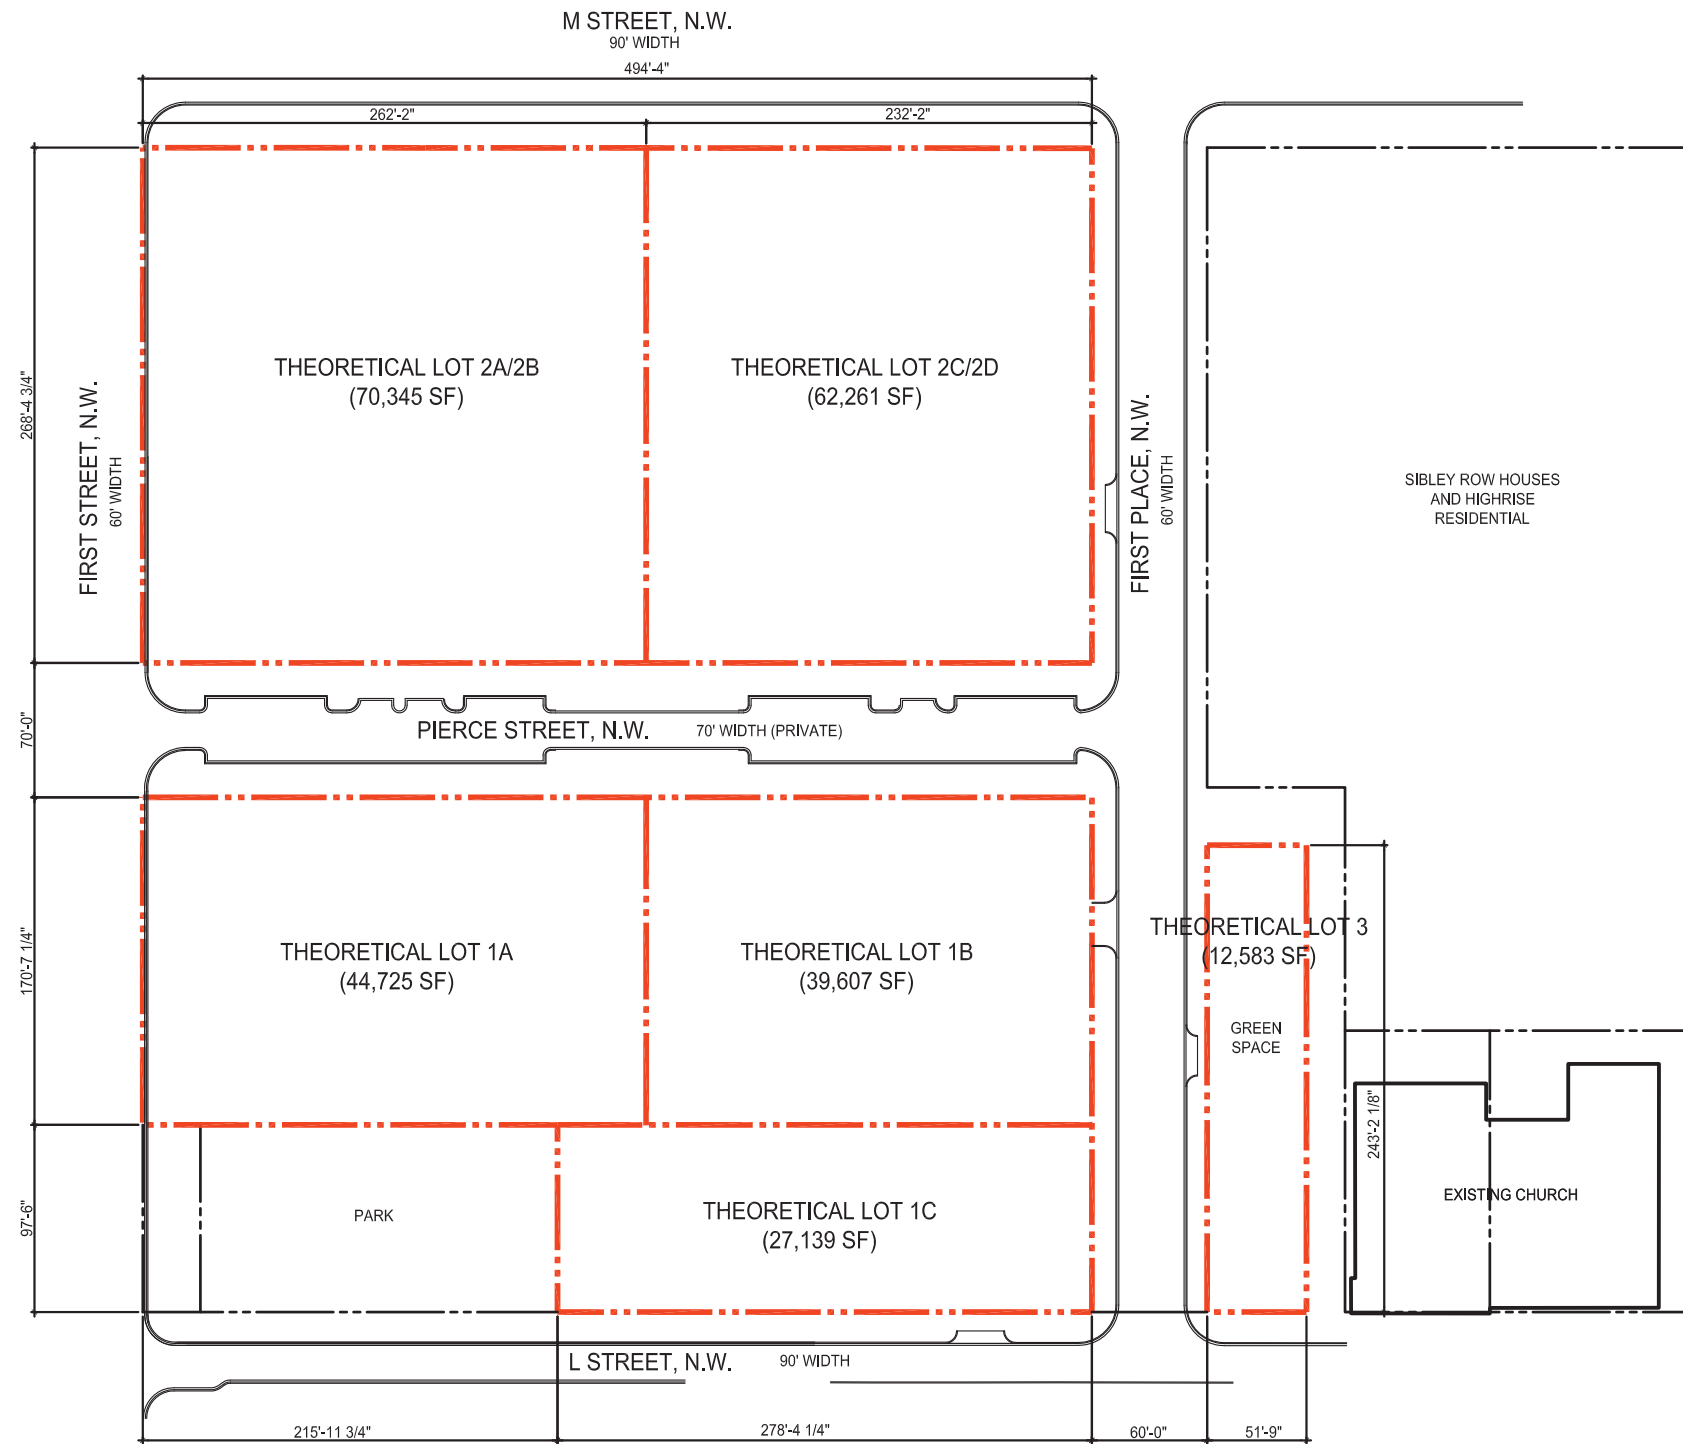 M STREET, N.W.
90' WIDTH
494'-4"
262'-2"
232'-2"
268'-4 3/4"
FIRST STREET, N.W.
60' WIDTH
THEORETICAL LOT 2A/2B
(70,345 SF)
THEORETICAL LOT 2C/2D
(62,261 SF)
FIRST PLACE, N.W.
60' WIDTH
SIBLEY ROW HOUSES
AND HIGHRISE
RESIDENTIAL
70'-0"
PIERCE STREET, N.W.
70' WIDTH (PRIVATE)
170'-7 1/4"
THEORETICAL LOT 1A
(44,725 SF)
THEORETICAL LOT 1B
(39,607 SF)
THEORETICAL LOT 3
(12,583 SF)
GREEN
SPACE
243'-2 1/8"
97'-6"
PARK
THEORETICAL LOT 1C
(27,139 SF)
EXISTING CHURCH
L STREET, N.W.
90' WIDTH
215'-11 3/4"
278'-4 1/4"
60'-0"
51'-9"